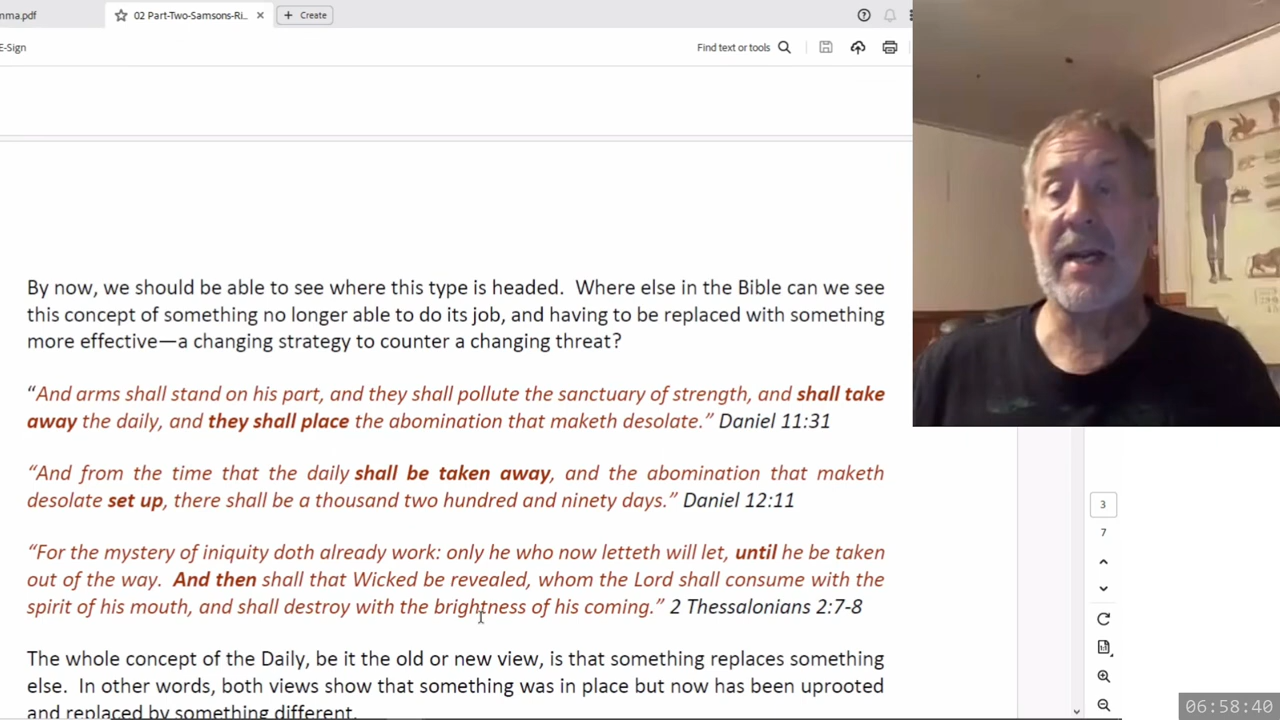 mma.pdf
02 Part-Two-Samsons-Ri...
Create
E-Sign
Find text or tools
By now, we should be able to see where this type is headed. Where else in the Bible can we see
this concept of something no longer able to do its job, and having to be replaced with something
more effective—a changing strategy to counter a changing threat?
“And arms shall stand on his part, and they shall pollute the sanctuary of strength, and shall take
away the daily, and they shall place the abomination that maketh desolate.” Daniel 11:31
“And from the time that the daily shall be taken away, and the abomination that maketh
desolate set up, there shall be a thousand two hundred and ninety days.” Daniel 12:11
“For the mystery of iniquity doth already work: only he who now letteth will let, until he be taken
out of the way. And then shall that Wicked be revealed, whom the Lord shall consume with the
spirit of his mouth, and shall destroy with the brightness of his coming.” 2 Thessalonians 2:7-8
The whole concept of the Daily, be it the old or new view, is that something replaces something
else. In other words, both views show that something was in place but now has been uprooted
and replaced by something different.
3
7
06:58:40